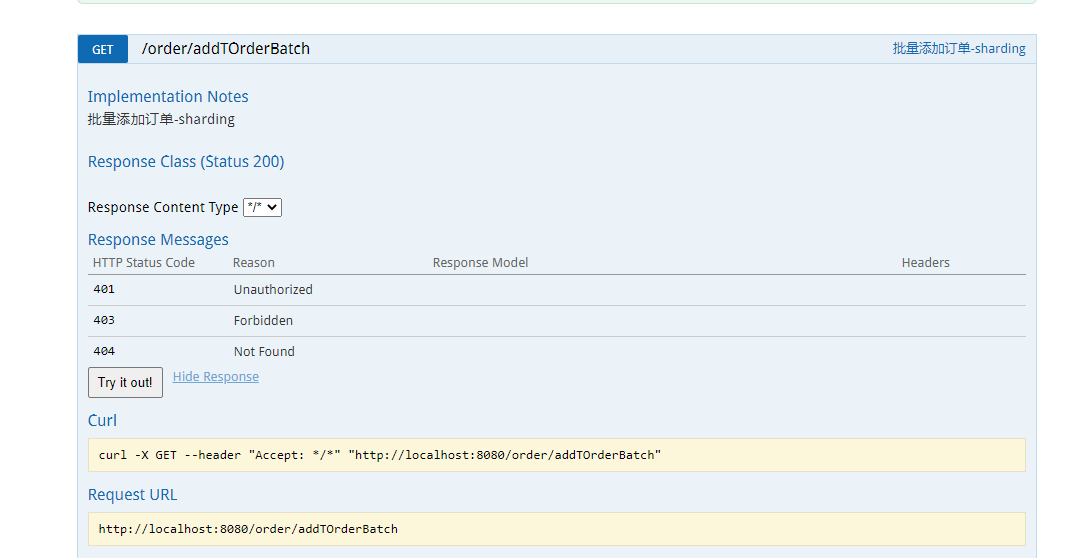 GET /order/addTOrderBatch 批量添加订单-sharding
Implementation Notes
批量添加订单-sharding
Response Class (Status 200)
Response Content Type */*
Response Messages
HTTP Status Code Reason Response Model Headers
401 Unauthorized
403 Forbidden
404 Not Found
Try it out! Hide Response
Curl
curl -X GET --header "Accept: */*" "http://localhost:8080/order/addTOrderBatch"
Request URL
http://localhost:8080/order/addTOrderBatch